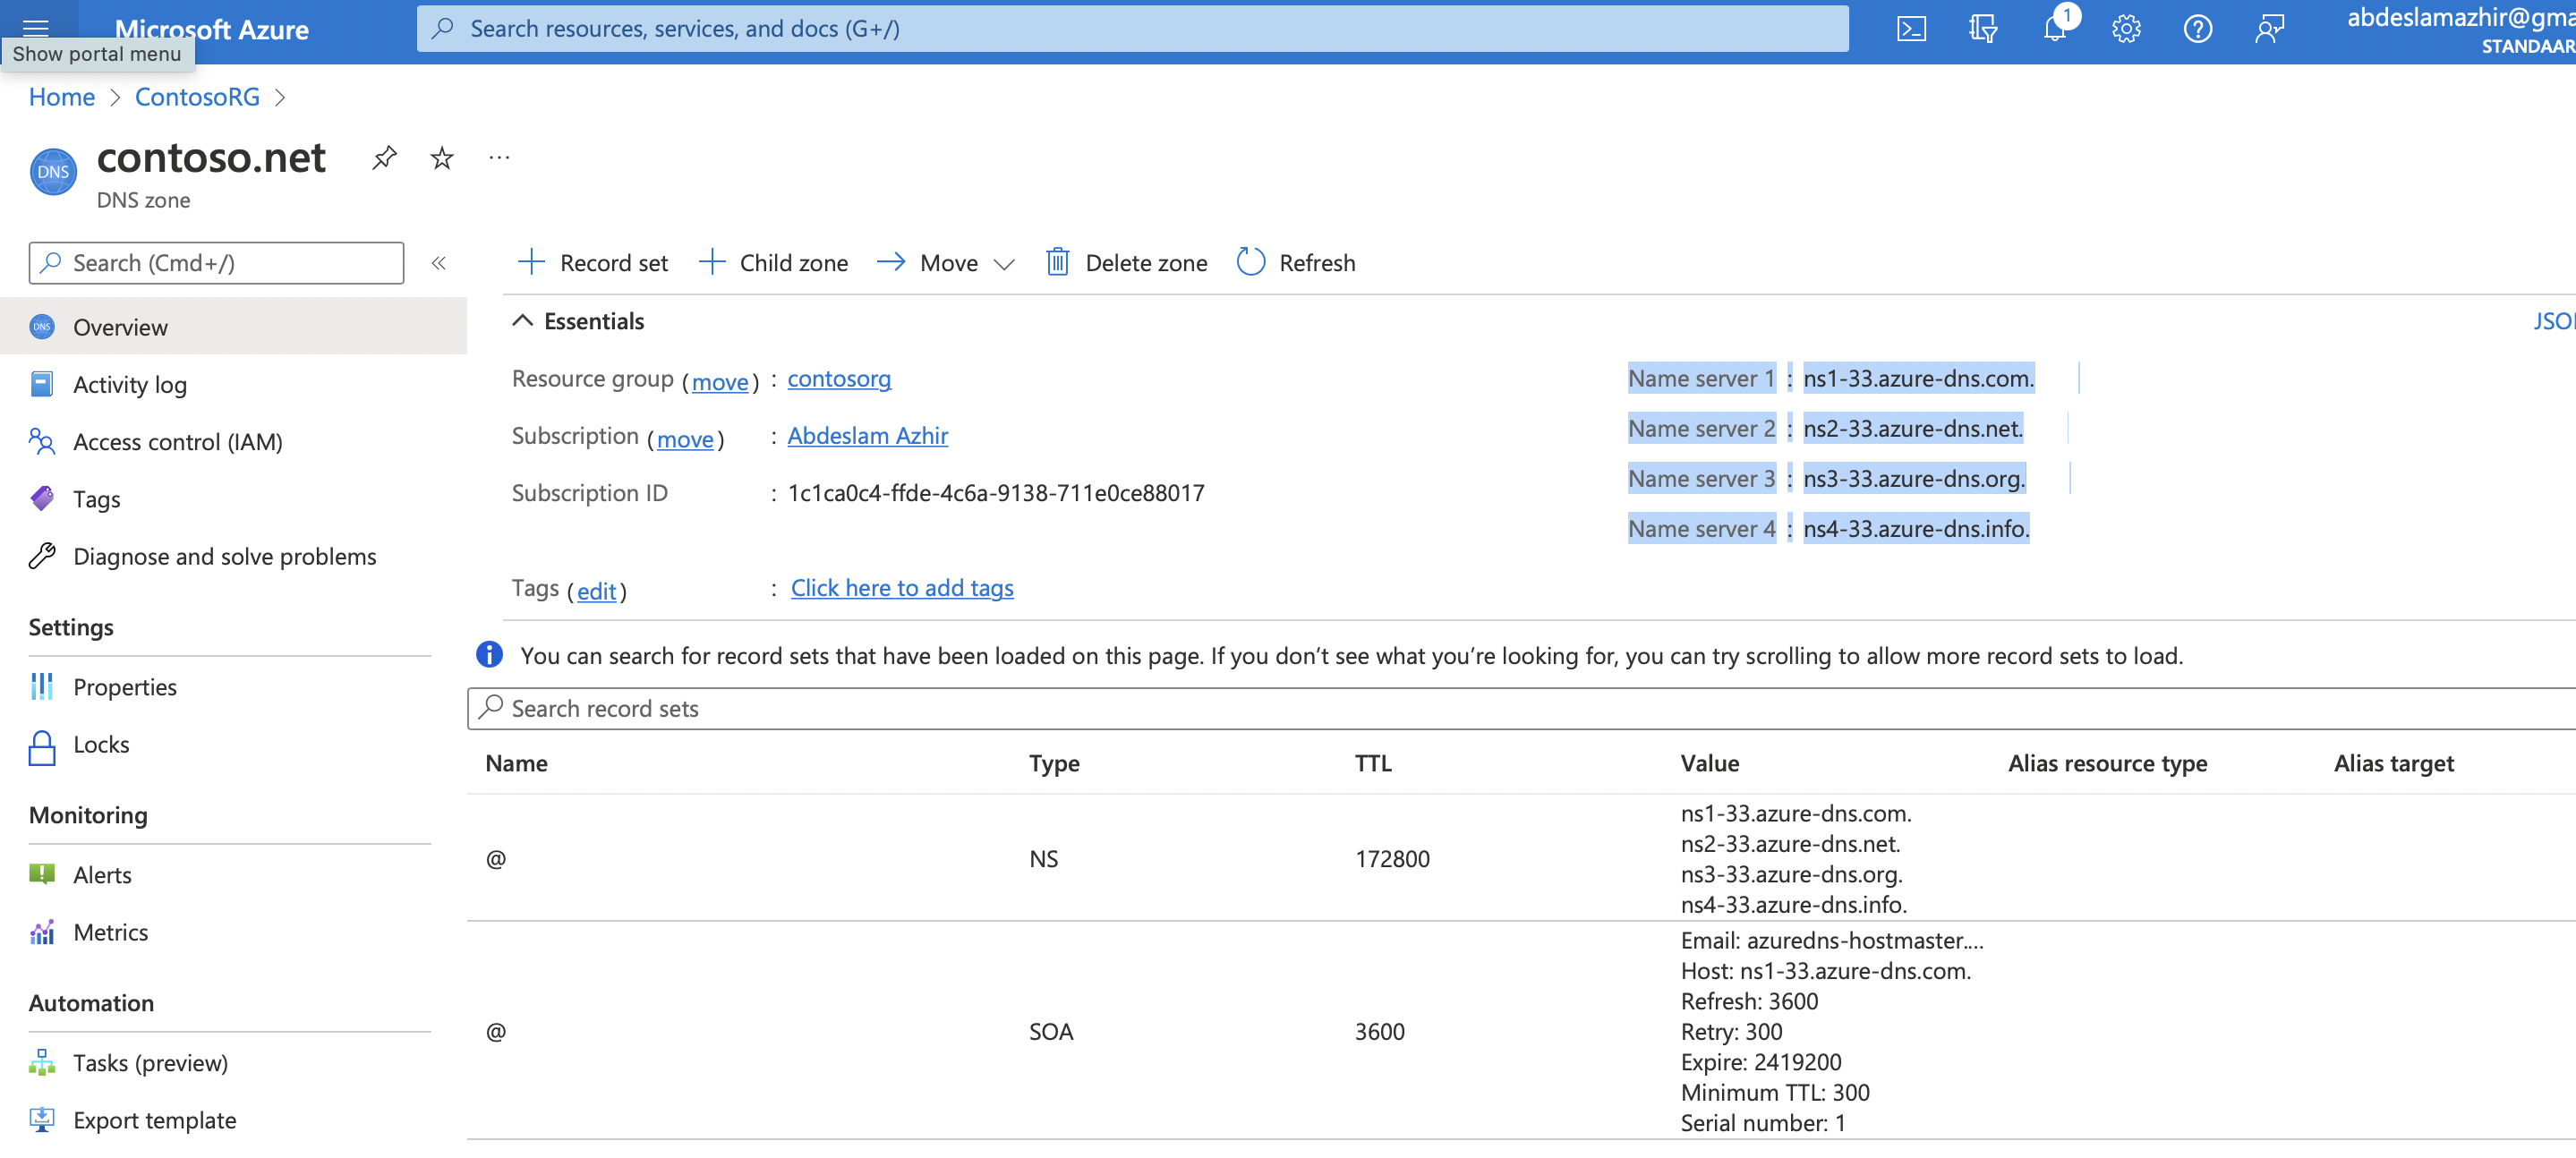 Microsoft Azure
Search resources, services, and docs (G+/)
1
abdeslamazhir@gma
STANDAAR
Show portal menu
Home > ContosoRG >
DNS
contoso.net
...
DNS zone
Search (Cmd+/)
«
+ Record set
+ Child zone
Move
Delete zone
Refresh
DNS Overview
Activity log
Access control (IAM)
Tags
Diagnose and solve problems
Settings
Properties
Locks
Monitoring
Alerts
Metrics
Automation
Tasks (preview)
Export template
Essentials
JSO
Resource group (move) : contosorg
Subscription (move) : Abdeslam Azhir
Subscription ID : 1c1ca0c4-ffde-4c6a-9138-711e0ce88017
Name server 1 : ns1-33.azure-dns.com.
Name server 2 : ns2-33.azure-dns.net.
Name server 3 : ns3-33.azure-dns.org.
Name server 4 : ns4-33.azure-dns.info.
Tags (edit) : Click here to add tags
You can search for record sets that have been loaded on this page. If you don't see what you're looking for, you can try scrolling to allow more record sets to load.
Search record sets
Name Type TTL Value Alias resource type Alias target
@ NS 172800
ns1-33.azure-dns.com.
ns2-33.azure-dns.net.
ns3-33.azure-dns.org.
ns4-33.azure-dns.info.
@ SOA 3600
Email: azuredns-hostmaster....
Host: ns1-33.azure-dns.com.
Refresh: 3600
Retry: 300
Expire: 2419200
Minimum TTL: 300
Serial number: 1